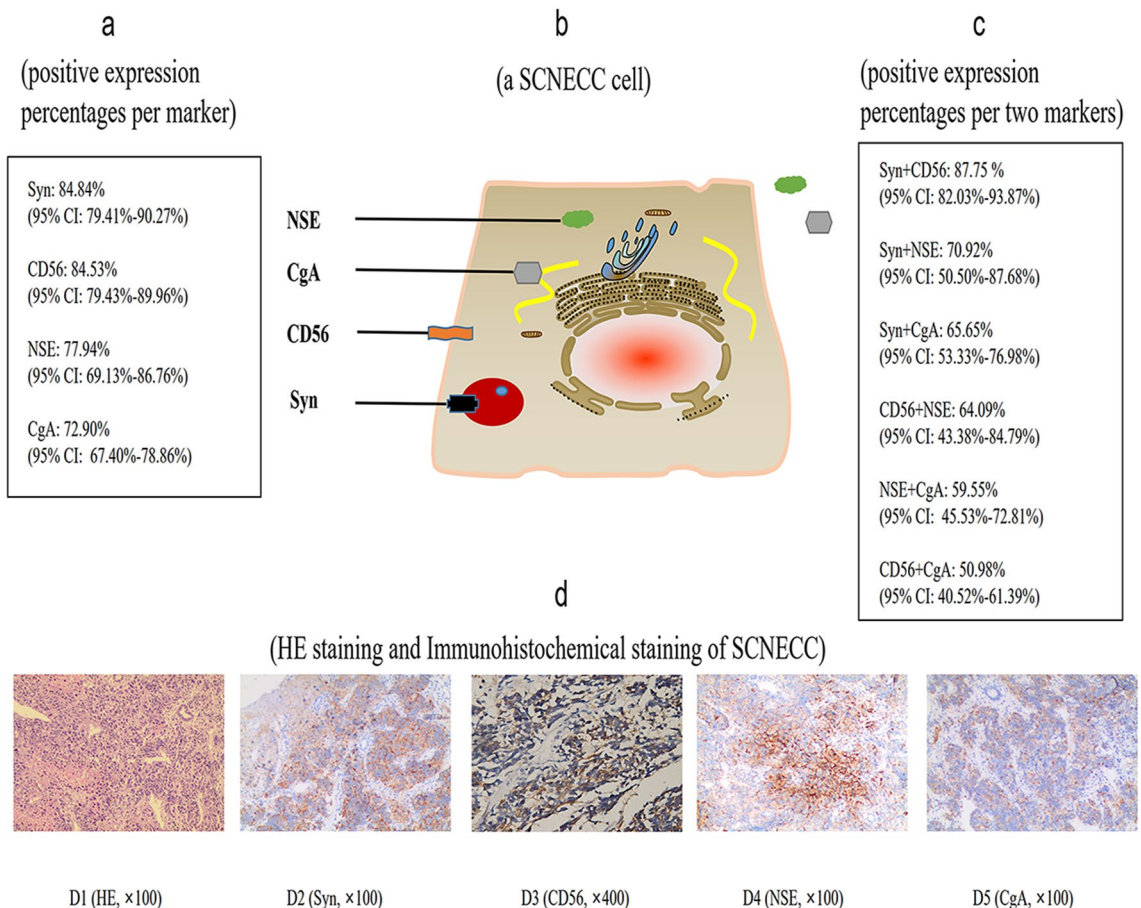 a
(positive expression
percentages per marker)
Syn: 84.84%
(95% CI: 79.41%-90.27%)
CD56: 84.53%
(95% CI: 79.43%-89.96%)
NSE: 77.94%
(95% CI: 69.13%-86.76%)
CgA: 72.90%
(95% CI: 67.40%-78.86%)
b
(a SCNECC cell)
NSE
CgA
CD56
Syn
c
(positive expression
percentages per two markers)
Syn+CD56: 87.75 %
(95% CI: 82.03%-93.87%)
Syn+NSE: 70.92%
(95% CI: 50.50%-87.68%)
Syn+CgA: 65.65%
(95% CI: 53.33%-76.98%)
CD56+NSE: 64.09%
(95% CI: 43.38%-84.79%)
NSE+CgA: 59.55%
(95% CI: 45.53%-72.81%)
CD56+CgA: 50.98%
(95% CI: 40.52%-61.39%)
d
(HE staining and Immunohistochemical staining of SCNECC)
D1 (HE, ×100)
D2 (Syn, ×100)
D3 (CD56, ×400)
D4 (NSE, ×100)
D5 (CgA, ×100)